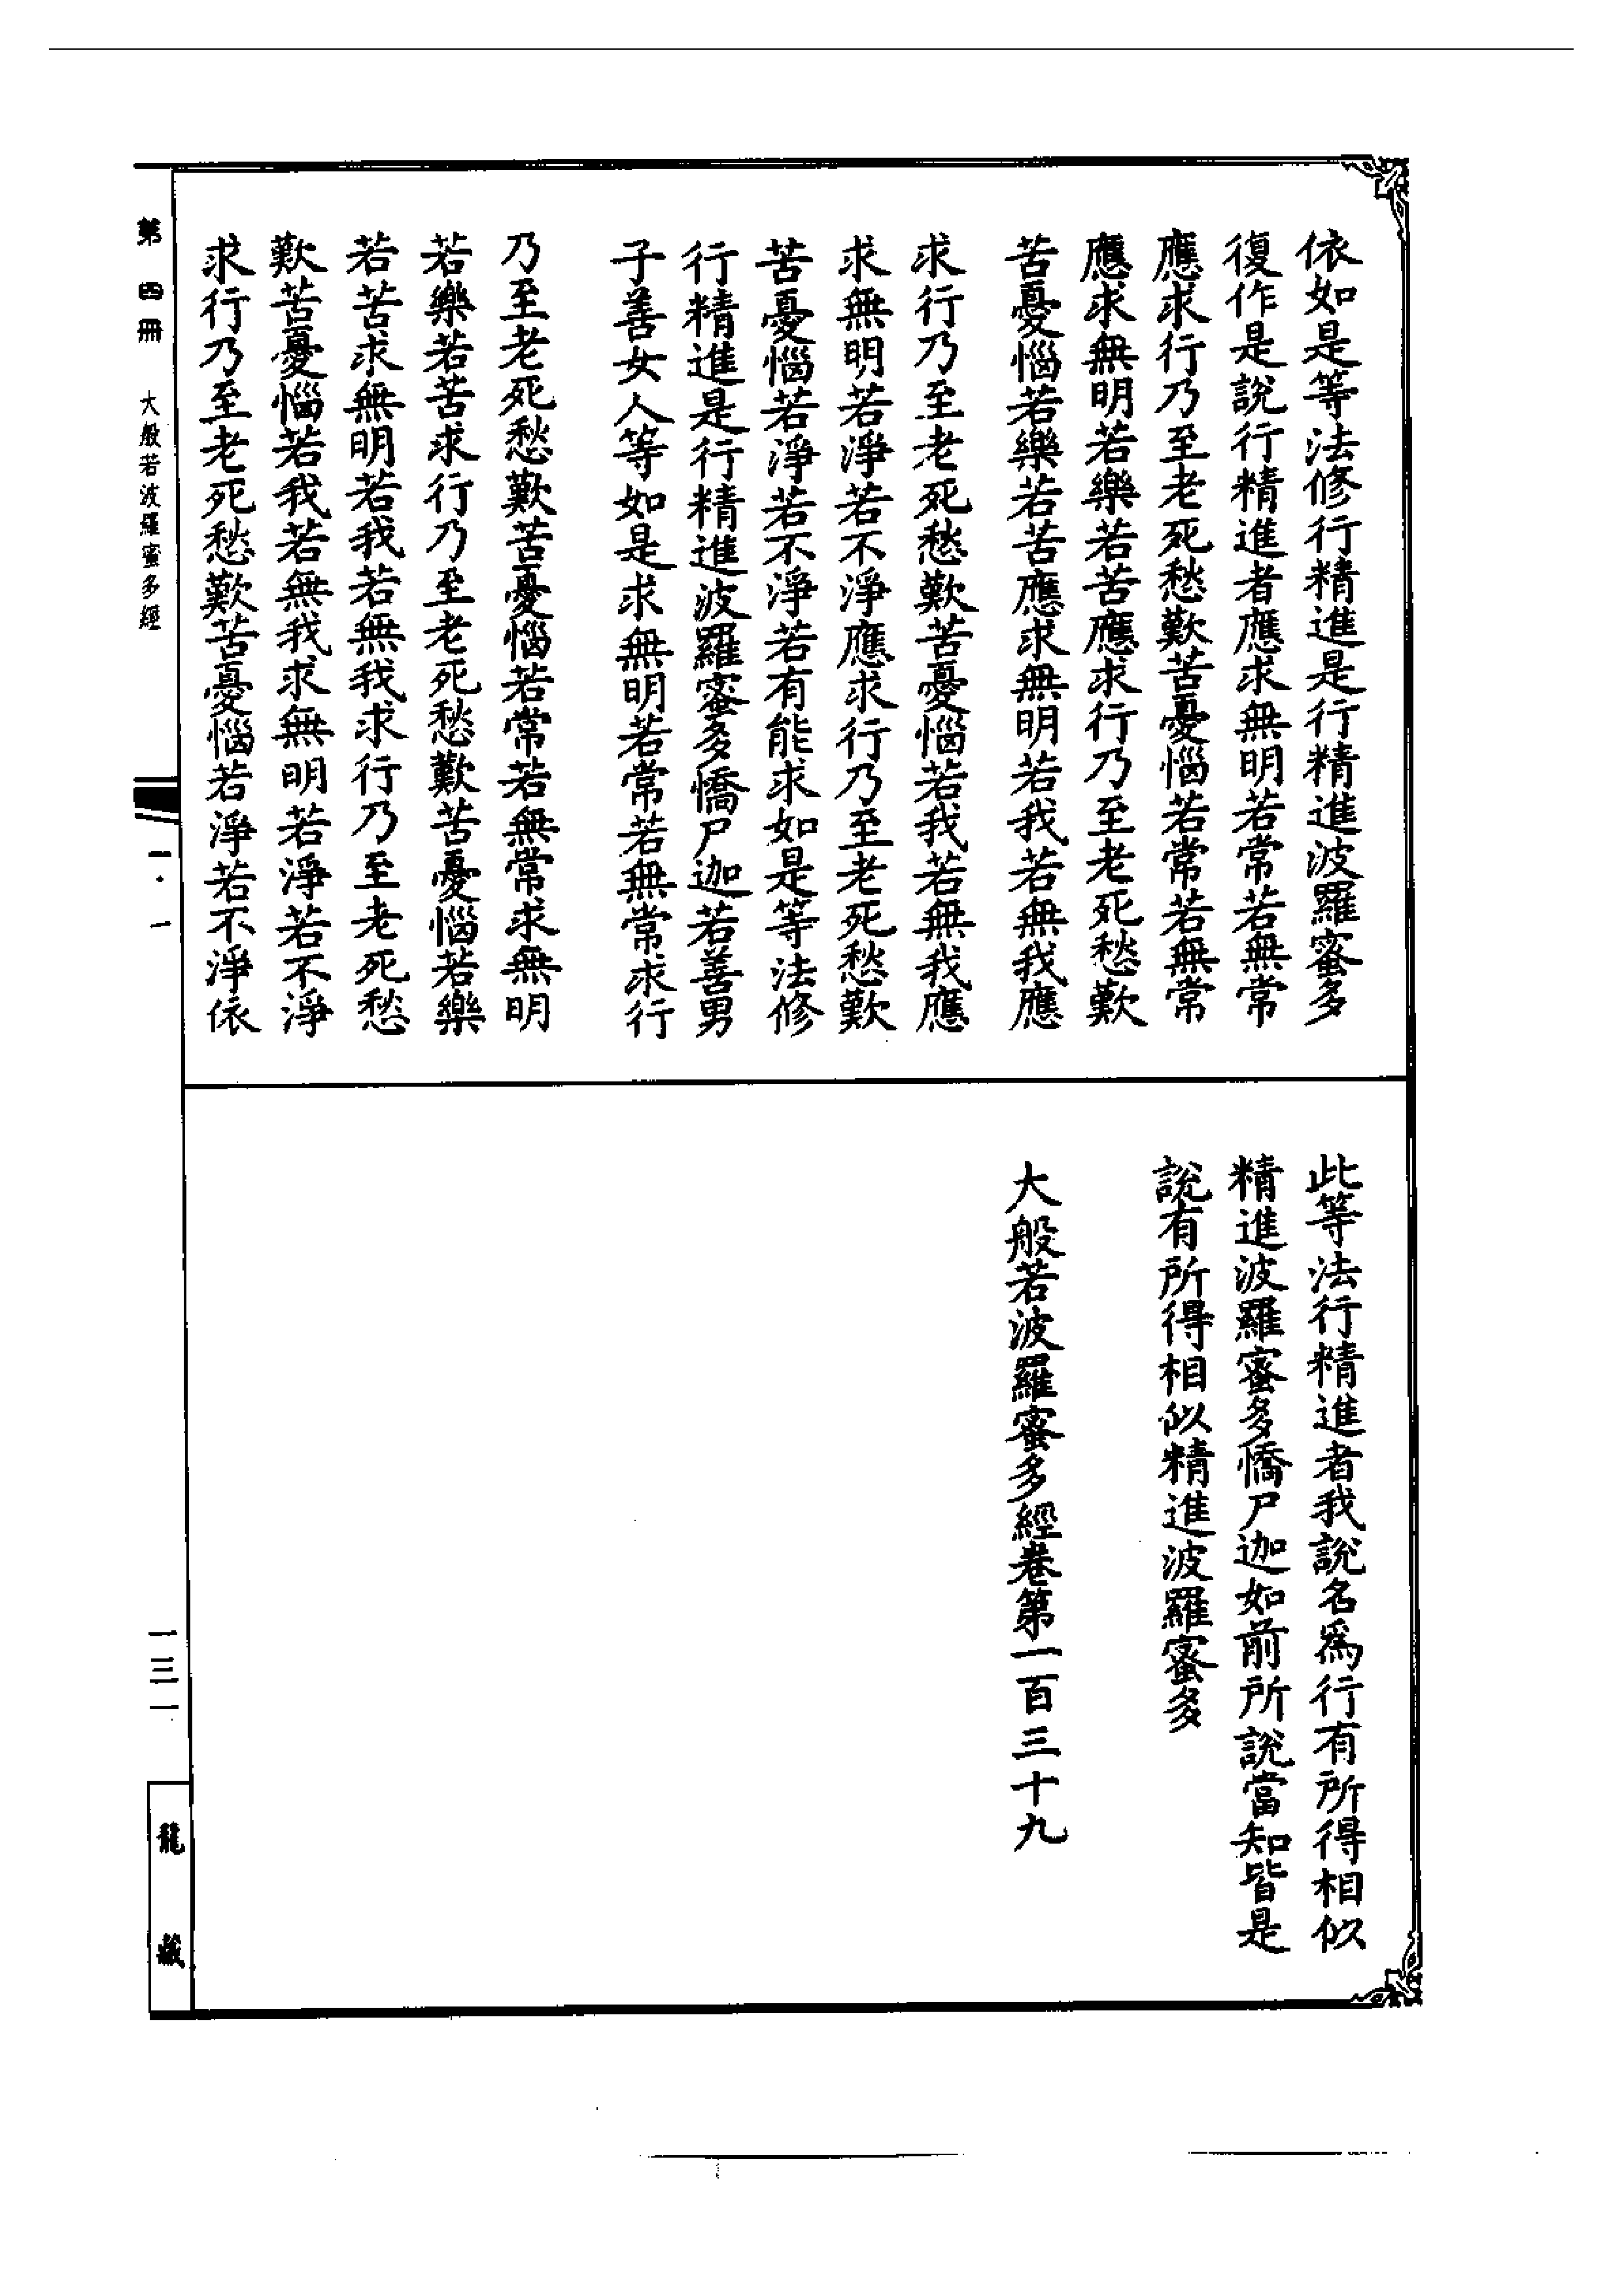 依如是等法修行精進是行精進波羅蜜多
復作是說行精進者應求無明若常若無常
應求行乃至老死愁歎苦憂惱若常若無常
應求無明若樂若苦應求行乃至老死愁歎
苦憂惱若樂若苦應求無明若我若無我應
求行乃至老死愁歎苦憂惱若我若無我應
求無明若淨若不淨應求行乃至老死愁歎
苦憂惱若淨若不淨若有能求如是等法修
行精進是行精進波羅蜜多憍尸迦若善男
子善女人等如是求無明若常若無常求行
乃至老死愁歎苦憂惱若常若無常求無明
若樂若苦求行乃至老死愁歎苦憂惱若樂
若苦求無明若我若無我求行乃至老死愁
歎苦憂惱若我若無我求無明若淨若不淨
求行乃至老死愁歎苦憂惱若淨若不淨依
此等法行精進者我說名為行有所得相似
精進波羅蜜多憍尸迦如前所說當知皆是
說有所得相似精進波羅蜜多
大般若波羅蜜多經卷第一百三十九
第四冊 大般若波羅蜜多經 一·一 一三一 龍藏